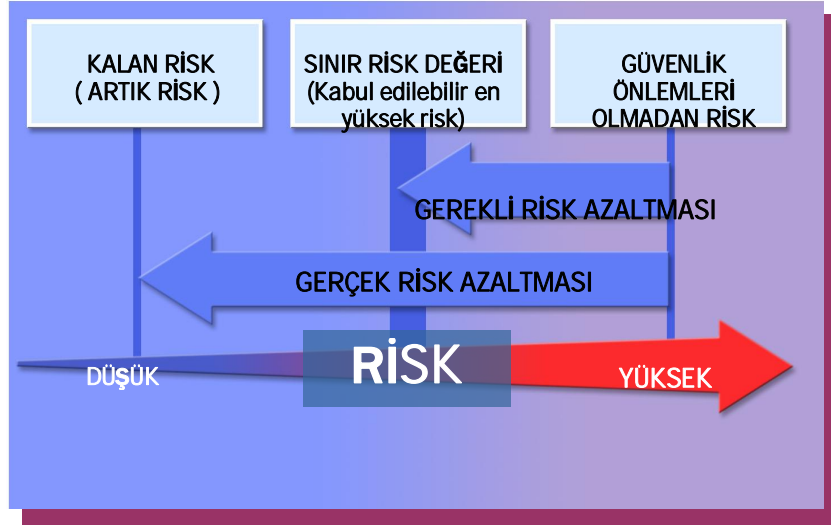 KALAN RİSK
( ARTIK RİSK )
SINIR RİSK DEĞERİ
(Kabul edilebilir en
yüksek risk)
GÜVENLİK
ÖNLEMLERİ
OLMADAN RİSK
GEREKLİ RİSK AZALTMASI
GERÇEK RİSK AZALTMASI
DÜŞÜK
RİSK
YÜKSEK